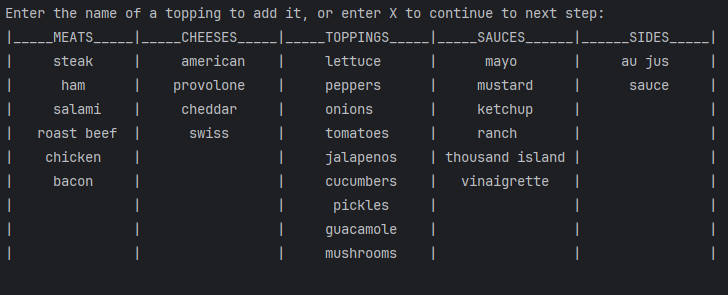 Enter the name of a topping to add it, or enter X to continue to next step:
|_____MEATS_____|_____CHEESES_____|_____TOPPINGS_____|_____SAUCES______|______SIDES_____|
|     steak     |     american    |     lettuce      |      mayo       |     au jus     |
|      ham      |    provolone    |     peppers      |     mustard     |      sauce     |
|     salami    |     cheddar     |     onions       |     ketchup     |                |
|   roast beef  |      swiss      |     tomatoes     |     ranch       |                |
|    chicken    |                 |     jalapenos    | thousand island |                |
|     bacon     |                 |     cucumbers    |   vinaigrette   |                |
|               |                 |      pickles     |                 |                |
|               |                 |     guacamole    |                 |                |
|               |                 |     mushrooms    |                 |                |